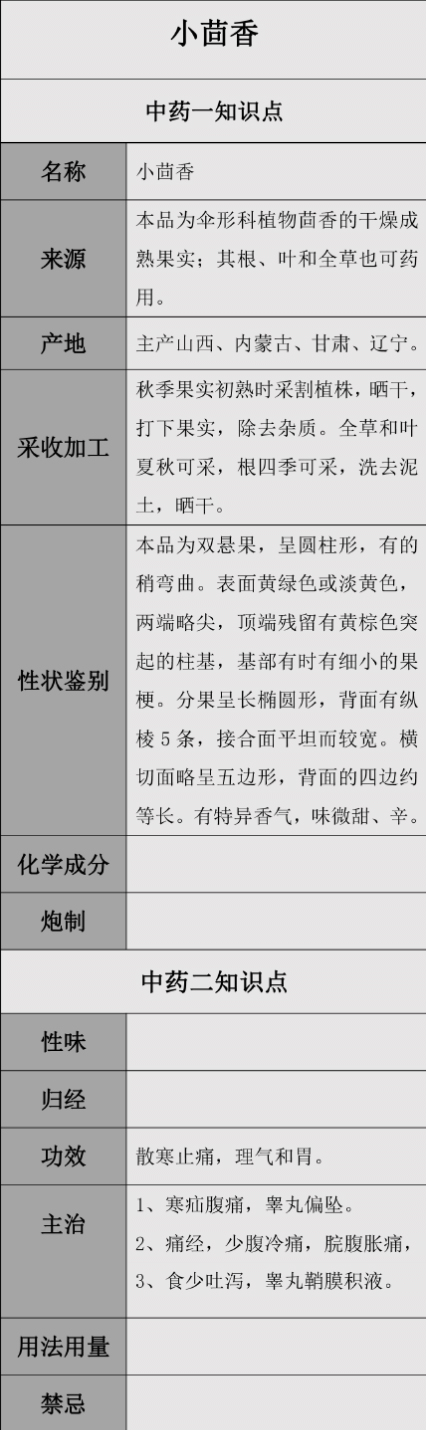 小茴香
中药一知识点
名称
小茴香
来源
本品为伞形科植物茴香的干燥成
熟果实；其根、叶和全草也可药
用。
产地
主产山西、内蒙古、甘肃、辽宁。
采收加工
秋季果实初熟时采割植株，晒干，
打下果实，除去杂质。全草和叶
夏秋可采，根四季可采，洗去泥
土，晒干。
性状鉴别
本品为双悬果，呈圆柱形，有的
稍弯曲。表面黄绿色或淡黄色，
两端略尖，顶端残留有黄棕色突
起的柱基，基部有时有细小的果
梗。分果呈长椭圆形，背面有纵
棱 5 条，接合面平坦而较宽。横
切面略呈五边形，背面的四边约
等长。有特异香气，味微甜、辛。
化学成分
炮制
中药二知识点
性味
归经
功效
散寒止痛，理气和胃。
主治
1、寒疝腹痛，睾丸偏坠。
2、痛经，少腹冷痛，脘腹胀痛，
3、食少吐泻，睾丸鞘膜积液。
用法用量
禁忌